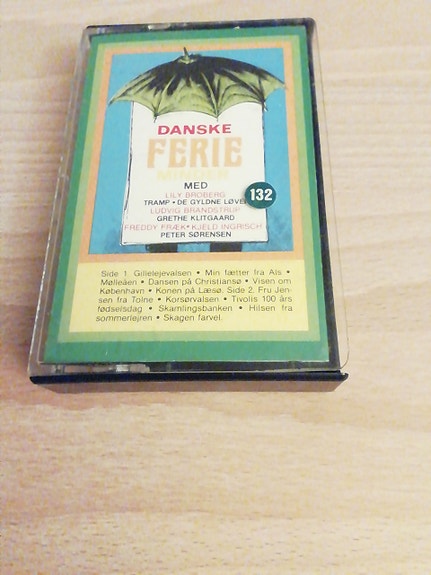 DANSKE
FERIE
MINDER
MED
LILY BROBERG
TRAMP • DE GYLDNE LØVER
132
LUDVIG BRANDSTRUP
GRETHE KLITGAARD
FREDDY FRÆK • KJELD INGRISCH
PETER SØRENSEN
Side 1. Gillelejevalsen • Min fætter fra Als •
Mølleåen • Dansen på Christiansø • Visen om
København • Konen på Læsø. Side 2. Fru Jen-
sen fra Tolne • Korsørvalsen • Tivolis 100 års
fødselsdag • Skamlingsbanken • Hilsen fra
sommerlejren • Skagen farvel.